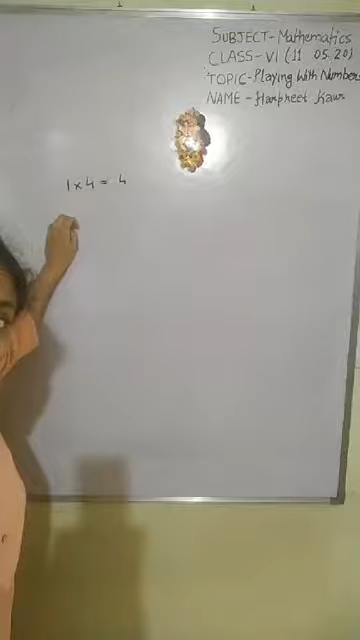 SUBJECT-Mathematics
CLASS-VI (11 05.20)
TOPIC-Playing With Numbers
NAME - Harpreet Kaur
1 x 4 = 4